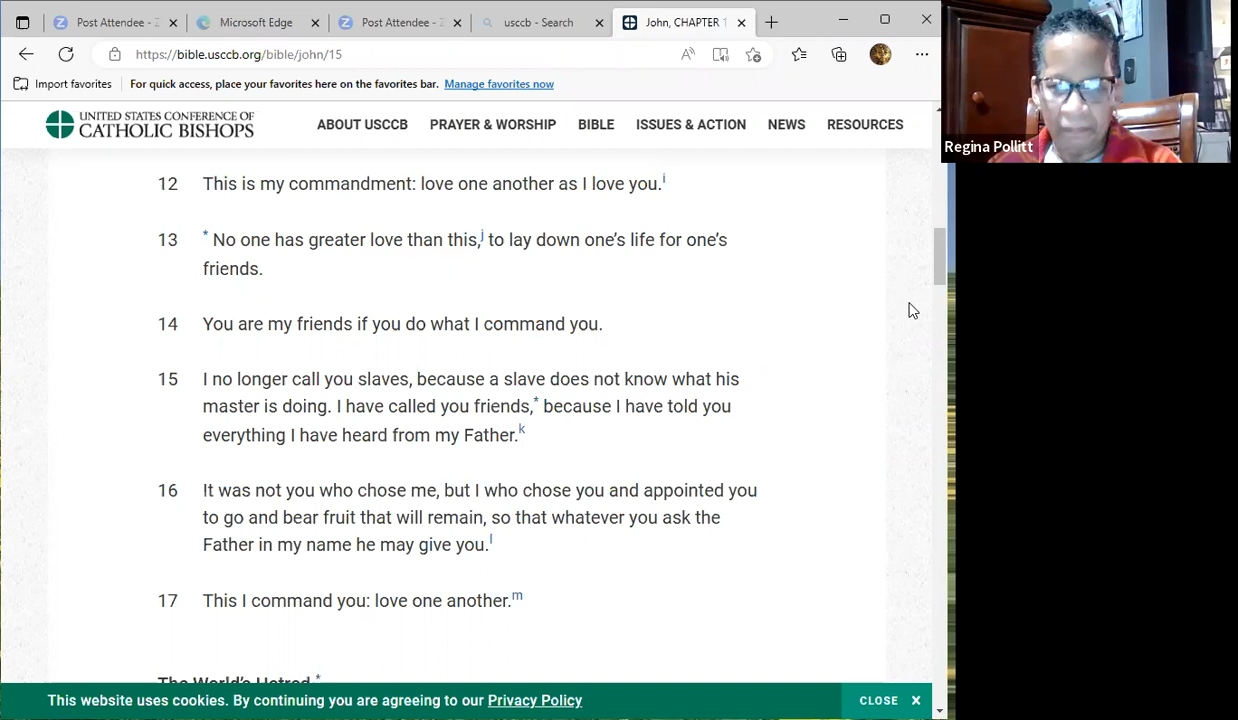 Post Attendee - Z
Microsoft Edge
Post Attendee - Z
usccb - Search
John, CHAPTER 1
https://bible.usccb.org/bible/john/15
Import favorites
For quick access, place your favorites here on the favorites bar. Manage favorites now
UNITED STATES CONFERENCE OF
CATHOLIC BISHOPS
ABOUT USCCB PRAYER & WORSHIP BIBLE ISSUES & ACTION NEWS RESOURCES
Regina Pollitt
12 This is my commandment: love one another as I love you.i
13 * No one has greater love than this,j to lay down one’s life for one’s
friends.
14 You are my friends if you do what I command you.
15 I no longer call you slaves, because a slave does not know what his
master is doing. I have called you friends,* because I have told you
everything I have heard from my Father.k
16 It was not you who chose me, but I who chose you and appointed you
to go and bear fruit that will remain, so that whatever you ask the
Father in my name he may give you.l
17 This I command you: love one another.m
The World’s Hatred.*
This website uses cookies. By continuing you are agreeing to our Privacy Policy
CLOSE ×